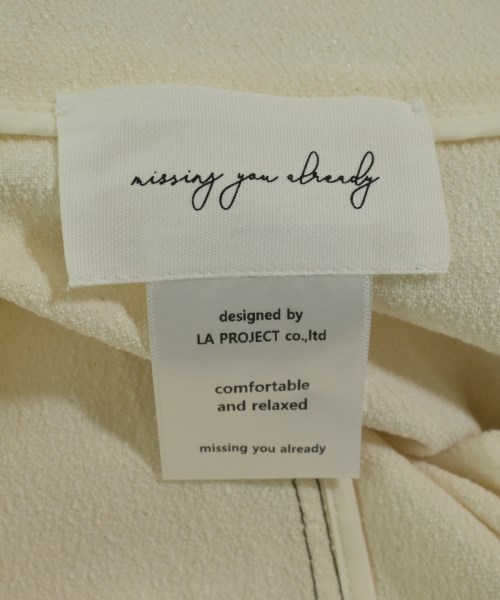 missing you already
designed by
LA PROJECT co.,ltd
comfortable
and relaxed
missing you already